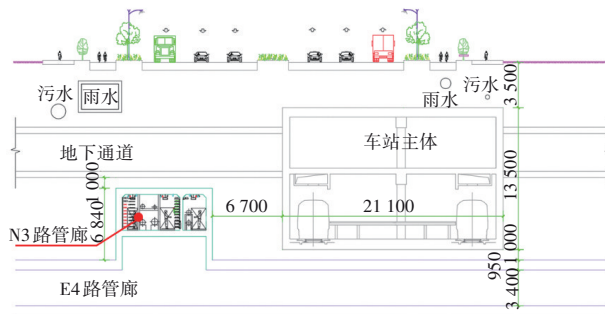 污水
雨水
雨水
污水
3 500
地下通道
车站主体
13 500
1 000
6 840
6 700
21 100
N3 路管廊
1 000
950
E4 路管廊
3 400